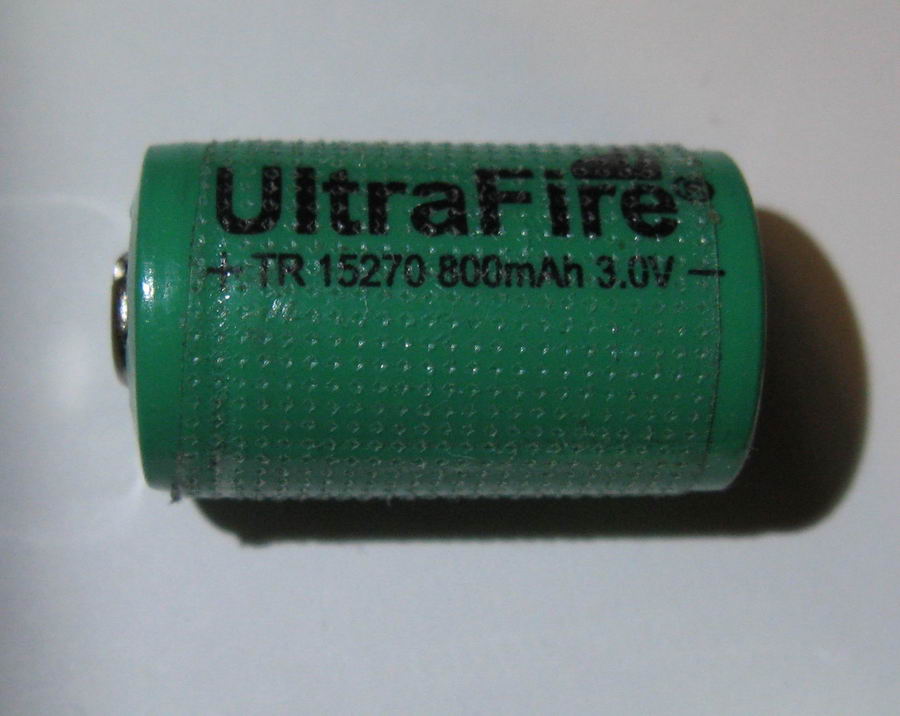 UltraFire®
+ TR 15270 800mAh 3.0V −